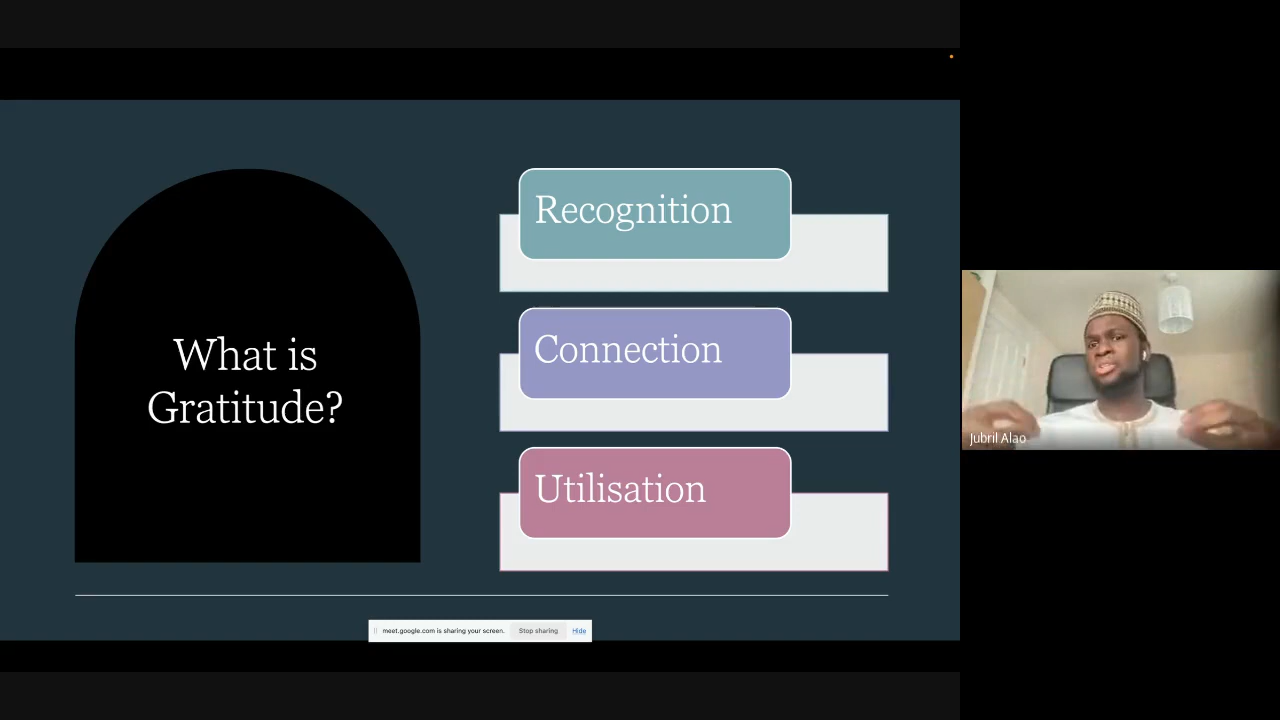 What is
Gratitude?
Recognition
Connection
Utilisation
meet.google.com is sharing your screen. Stop sharing Hide
Jubril Alao